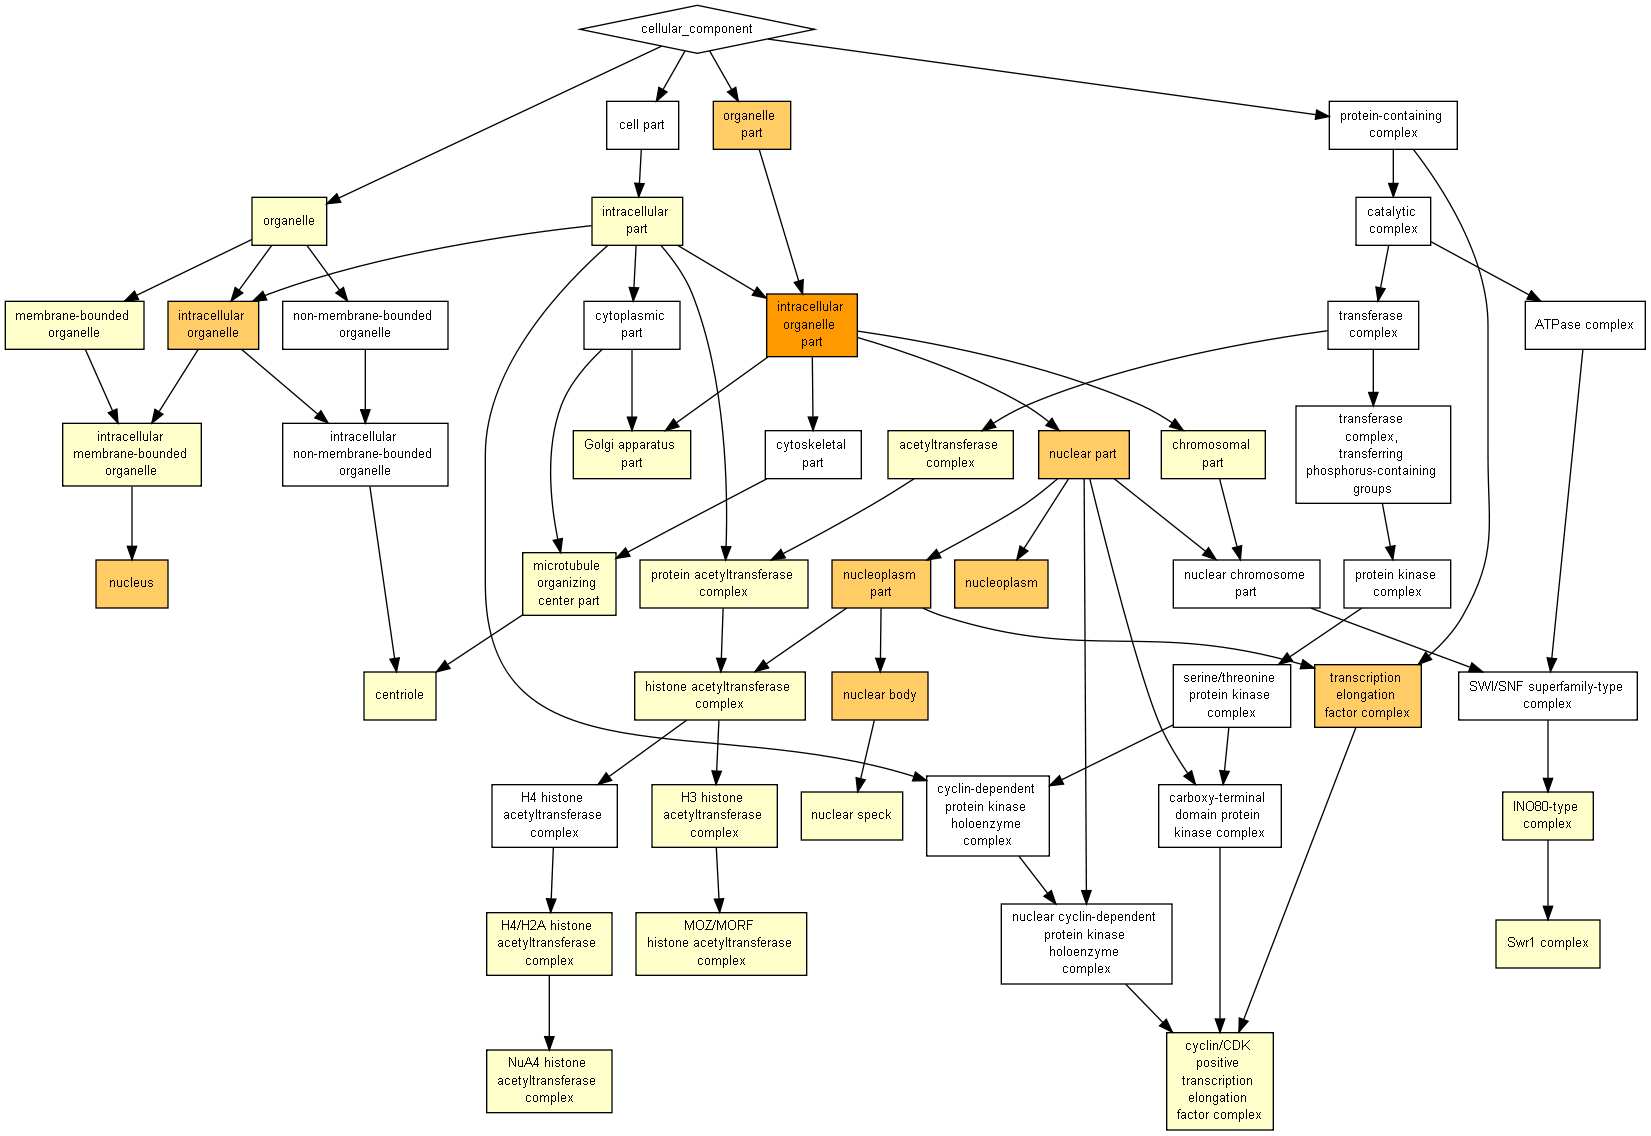 cellular_component
cell part
organelle
part
protein-containing
complex
organelle
intracellular
part
catalytic
complex
membrane-bounded
organelle
intracellular
organelle
non-membrane-bounded
organelle
cytoplasmic
part
intracellular
organelle
part
transferase
complex
ATPase complex
intracellular
membrane-bounded
organelle
intracellular
non-membrane-bounded
organelle
Golgi apparatus
part
cytoskeletal
part
acetyltransferase
complex
nuclear part
chromosomal
part
transferase
complex,
transferring
phosphorus-containing
groups
nucleus
microtubule
organizing
center part
protein acetyltransferase
complex
nucleoplasm
part
nucleoplasm
nuclear chromosome
part
protein kinase
complex
centriole
histone acetyltransferase
complex
nuclear body
serine/threonine
protein kinase
complex
transcription
elongation
factor complex
SWI/SNF superfamily-type
complex
H4 histone
acetyltransferase
complex
H3 histone
acetyltransferase
complex
nuclear speck
cyclin-dependent
protein kinase
holoenzyme
complex
carboxy-terminal
domain protein
kinase complex
INO80-type
complex
H4/H2A histone
acetyltransferase
complex
MOZ/MORF
histone acetyltransferase
complex
nuclear cyclin-dependent
protein kinase
holoenzyme
complex
Swr1 complex
NuA4 histone
acetyltransferase
complex
cyclin/CDK
positive
transcription
elongation
factor complex